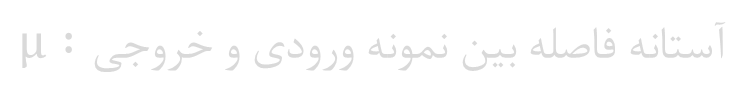 آستانه فاصله بین نمونه ورودی و خروجی : μ